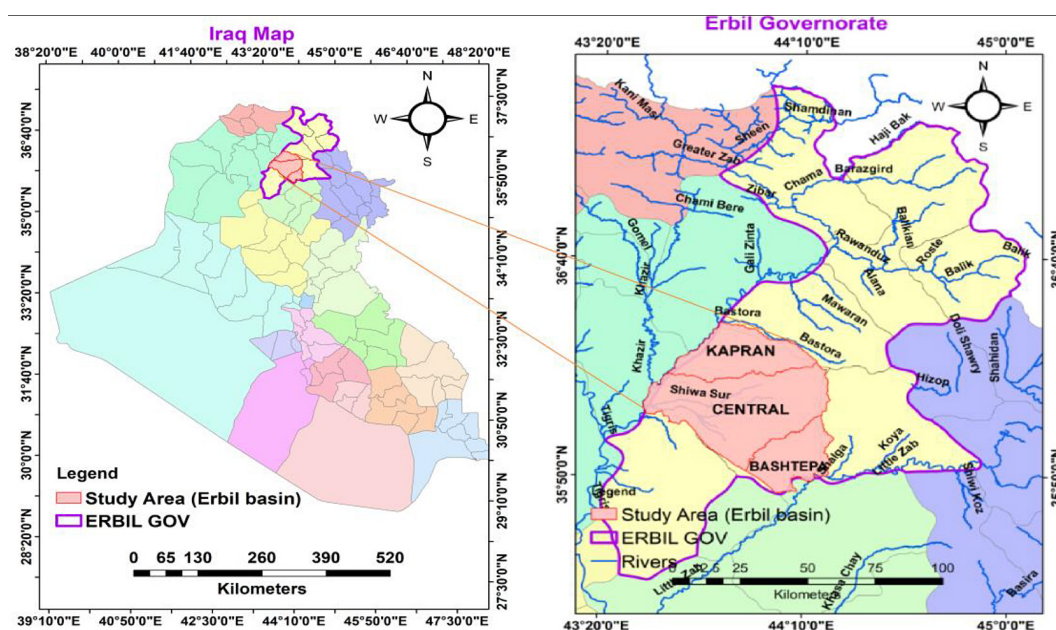 Iraq Map
38°20'0"E 40°0'0"E 41°40'0"E 43°20'0"E 45°0'0"E 46°40'0"E 48°20'0"E
36°40'0"N
35°0'0"N
33°20'0"N
31°40'0"N
30°0'0"N
28°20'0"N
37°30'0"N
35°50'0"N
34°10'0"N
32°30'0"N
30°50'0"N
29°10'0"N
27°30'0"N
N
W E
S
Legend
Study Area (Erbil basin)
ERBIL GOV
0 65 130 260 390 520
Kilometers
39°10'0"E 40°50'0"E 42°30'0"E 44°10'0"E 45°50'0"E 47°30'0"E
Erbil Governorate
43°20'0"E 44°10'0"E 45°0'0"E
N
W E
S
Kani Masi
Shamdinan
Sheen
Haji Bak
Greater Zab
Barazgird
Zibar
Chama
Chami Bere
Gomel
Gali Zinta
Rawanduz
Balkian
Roste
Balik
36°40'0"N
Khazir
Alana
Balik
Mawaran
Bastora
Bastora
KAPRAN
Doli Shawry
Shahidan
Khazir
Hizop
Shiwa Sur
CENTRAL
Tigris
Koya
Little Zab
BASHTEPA
Shalga
Shiwi Koz
35°50'0"N
Legend
Tigris
Study Area (Erbil basin)
ERBIL GOV
Rivers
25 50 75 100
Kilometers
Little Zab
Khasa Chay
Basira
43°20'0"E 44°10'0"E 45°0'0"E